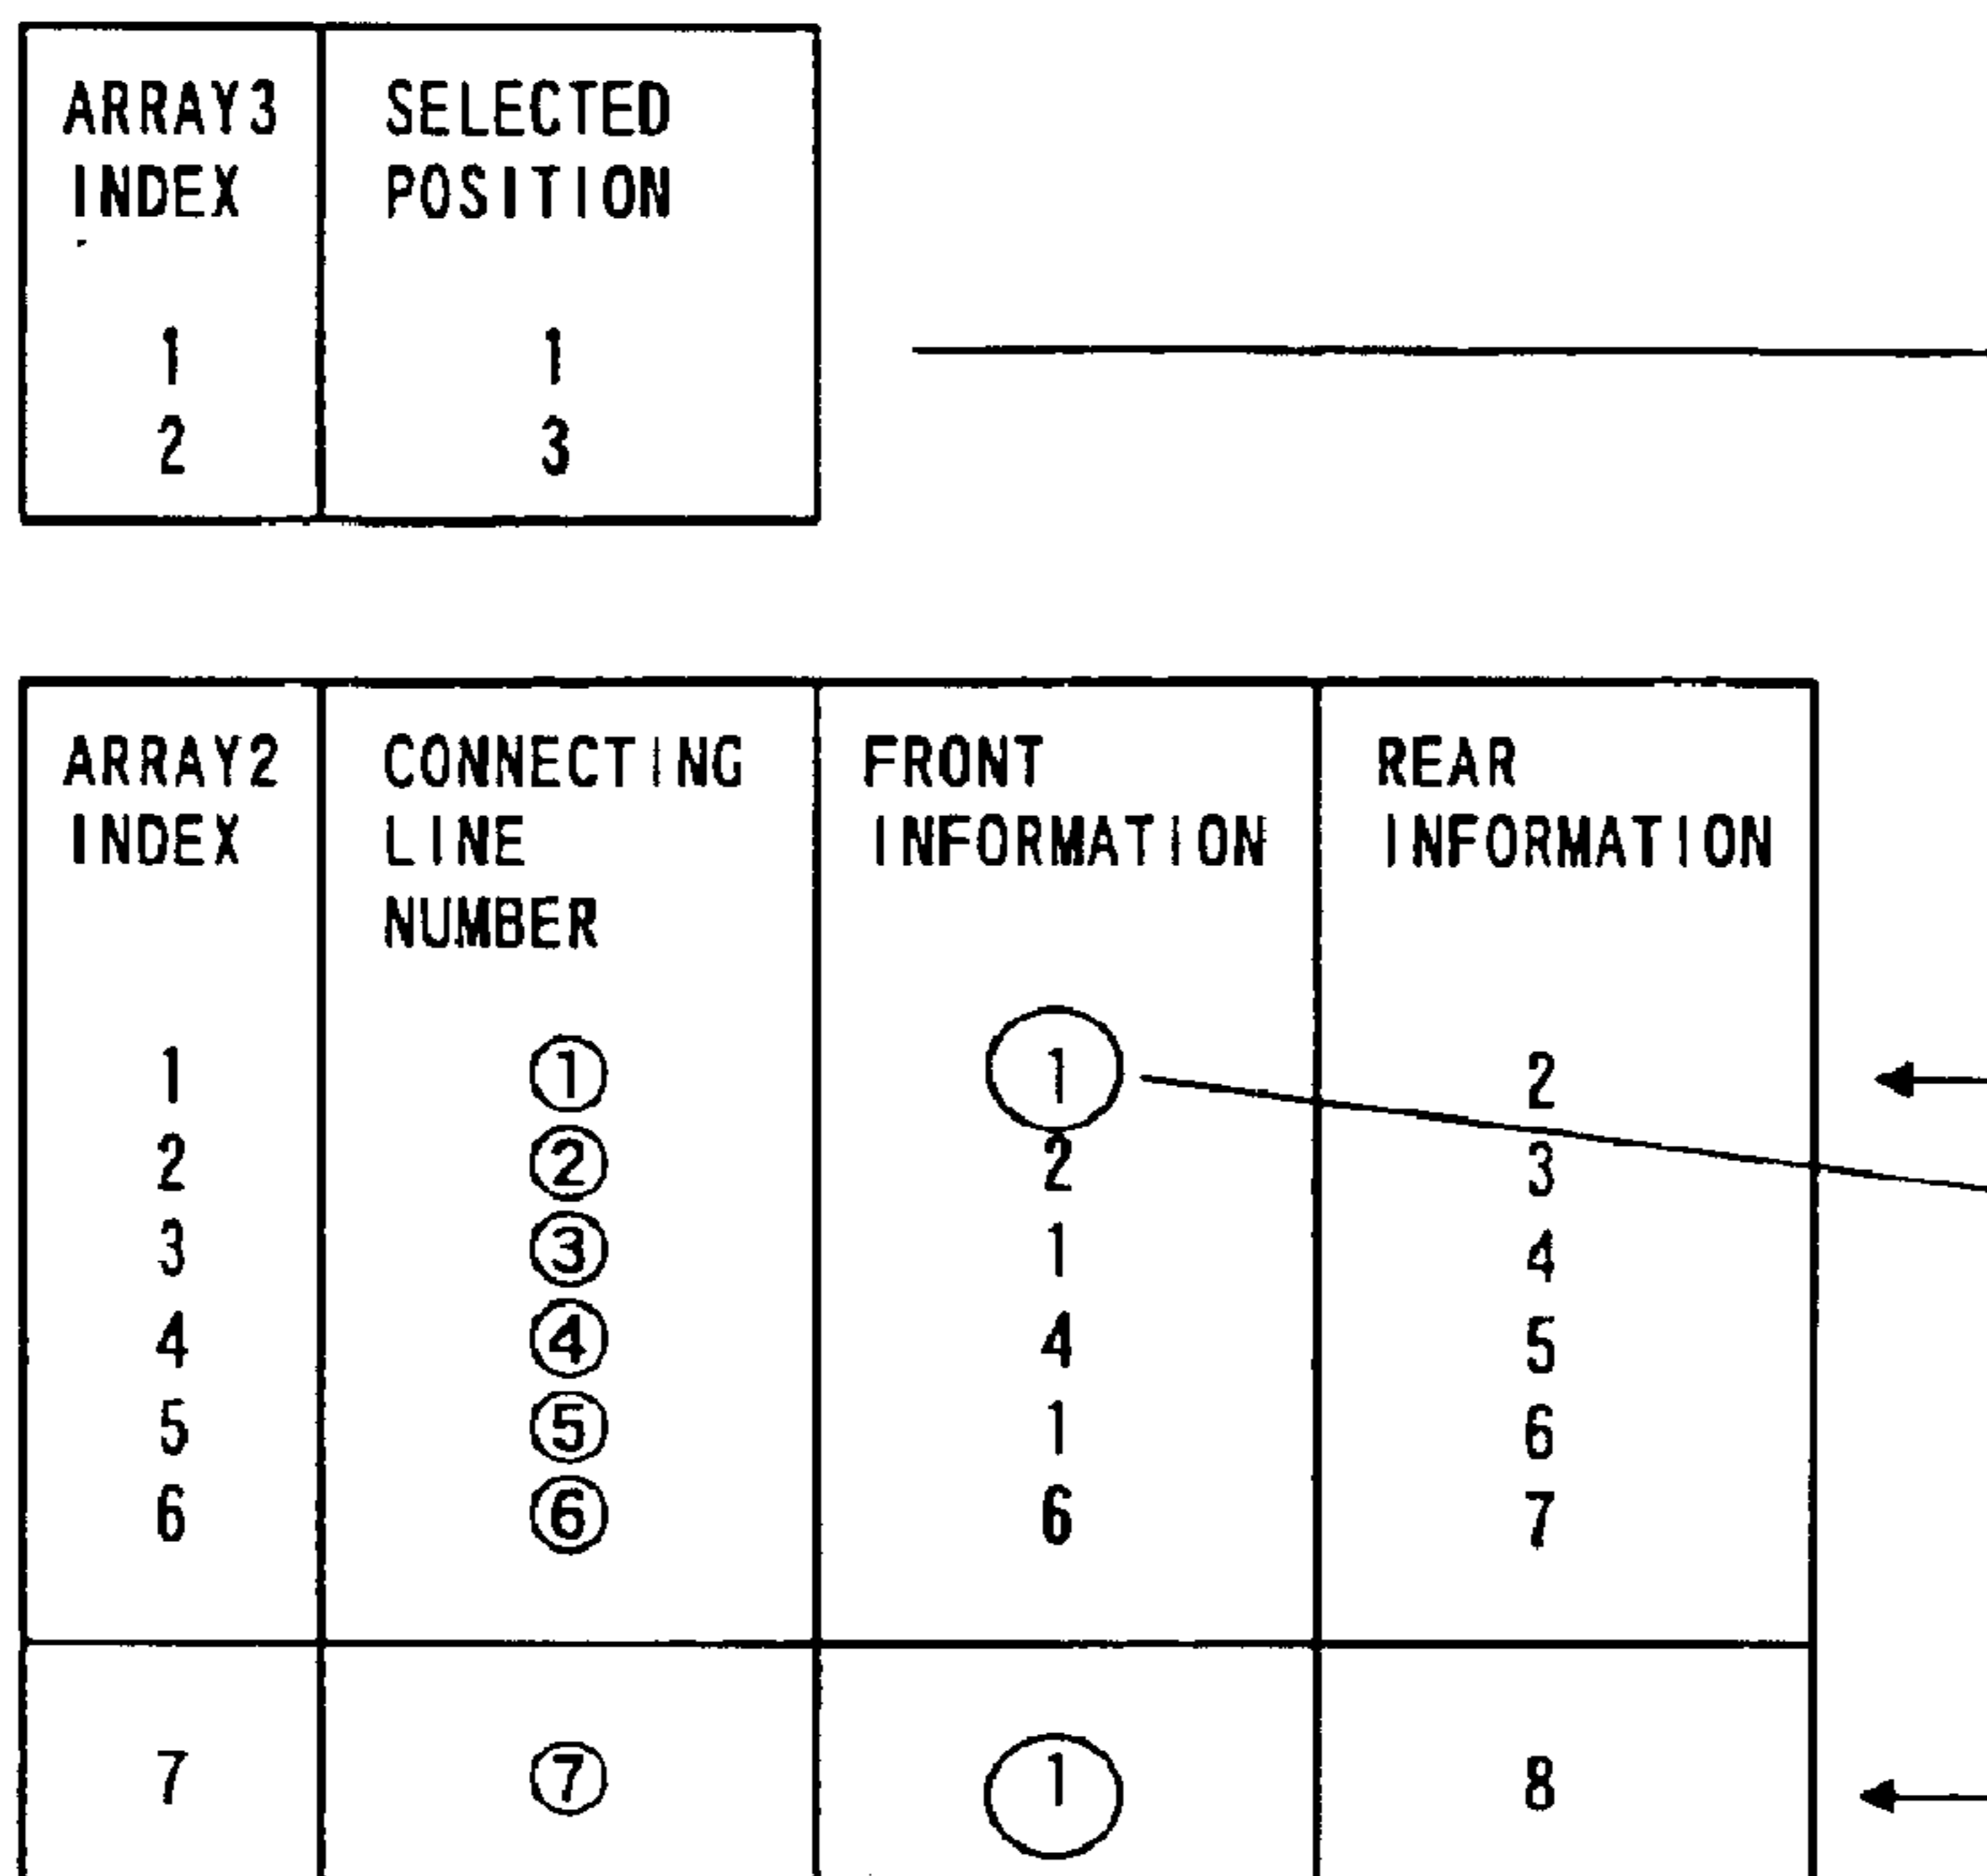 ARRAY3 SELECTED
INDEX POSITION
1 1
2 3
ARRAY2 CONNECTING FRONT REAR
INDEX LINE INFORMATION INFORMATION
NUMBER
1 ① 1 2
2 ② 2 3
3 ③ 1 4
4 ④ 4 5
5 ⑤ 1 6
6 ⑥ 6 7
7 ⑦ 1 8